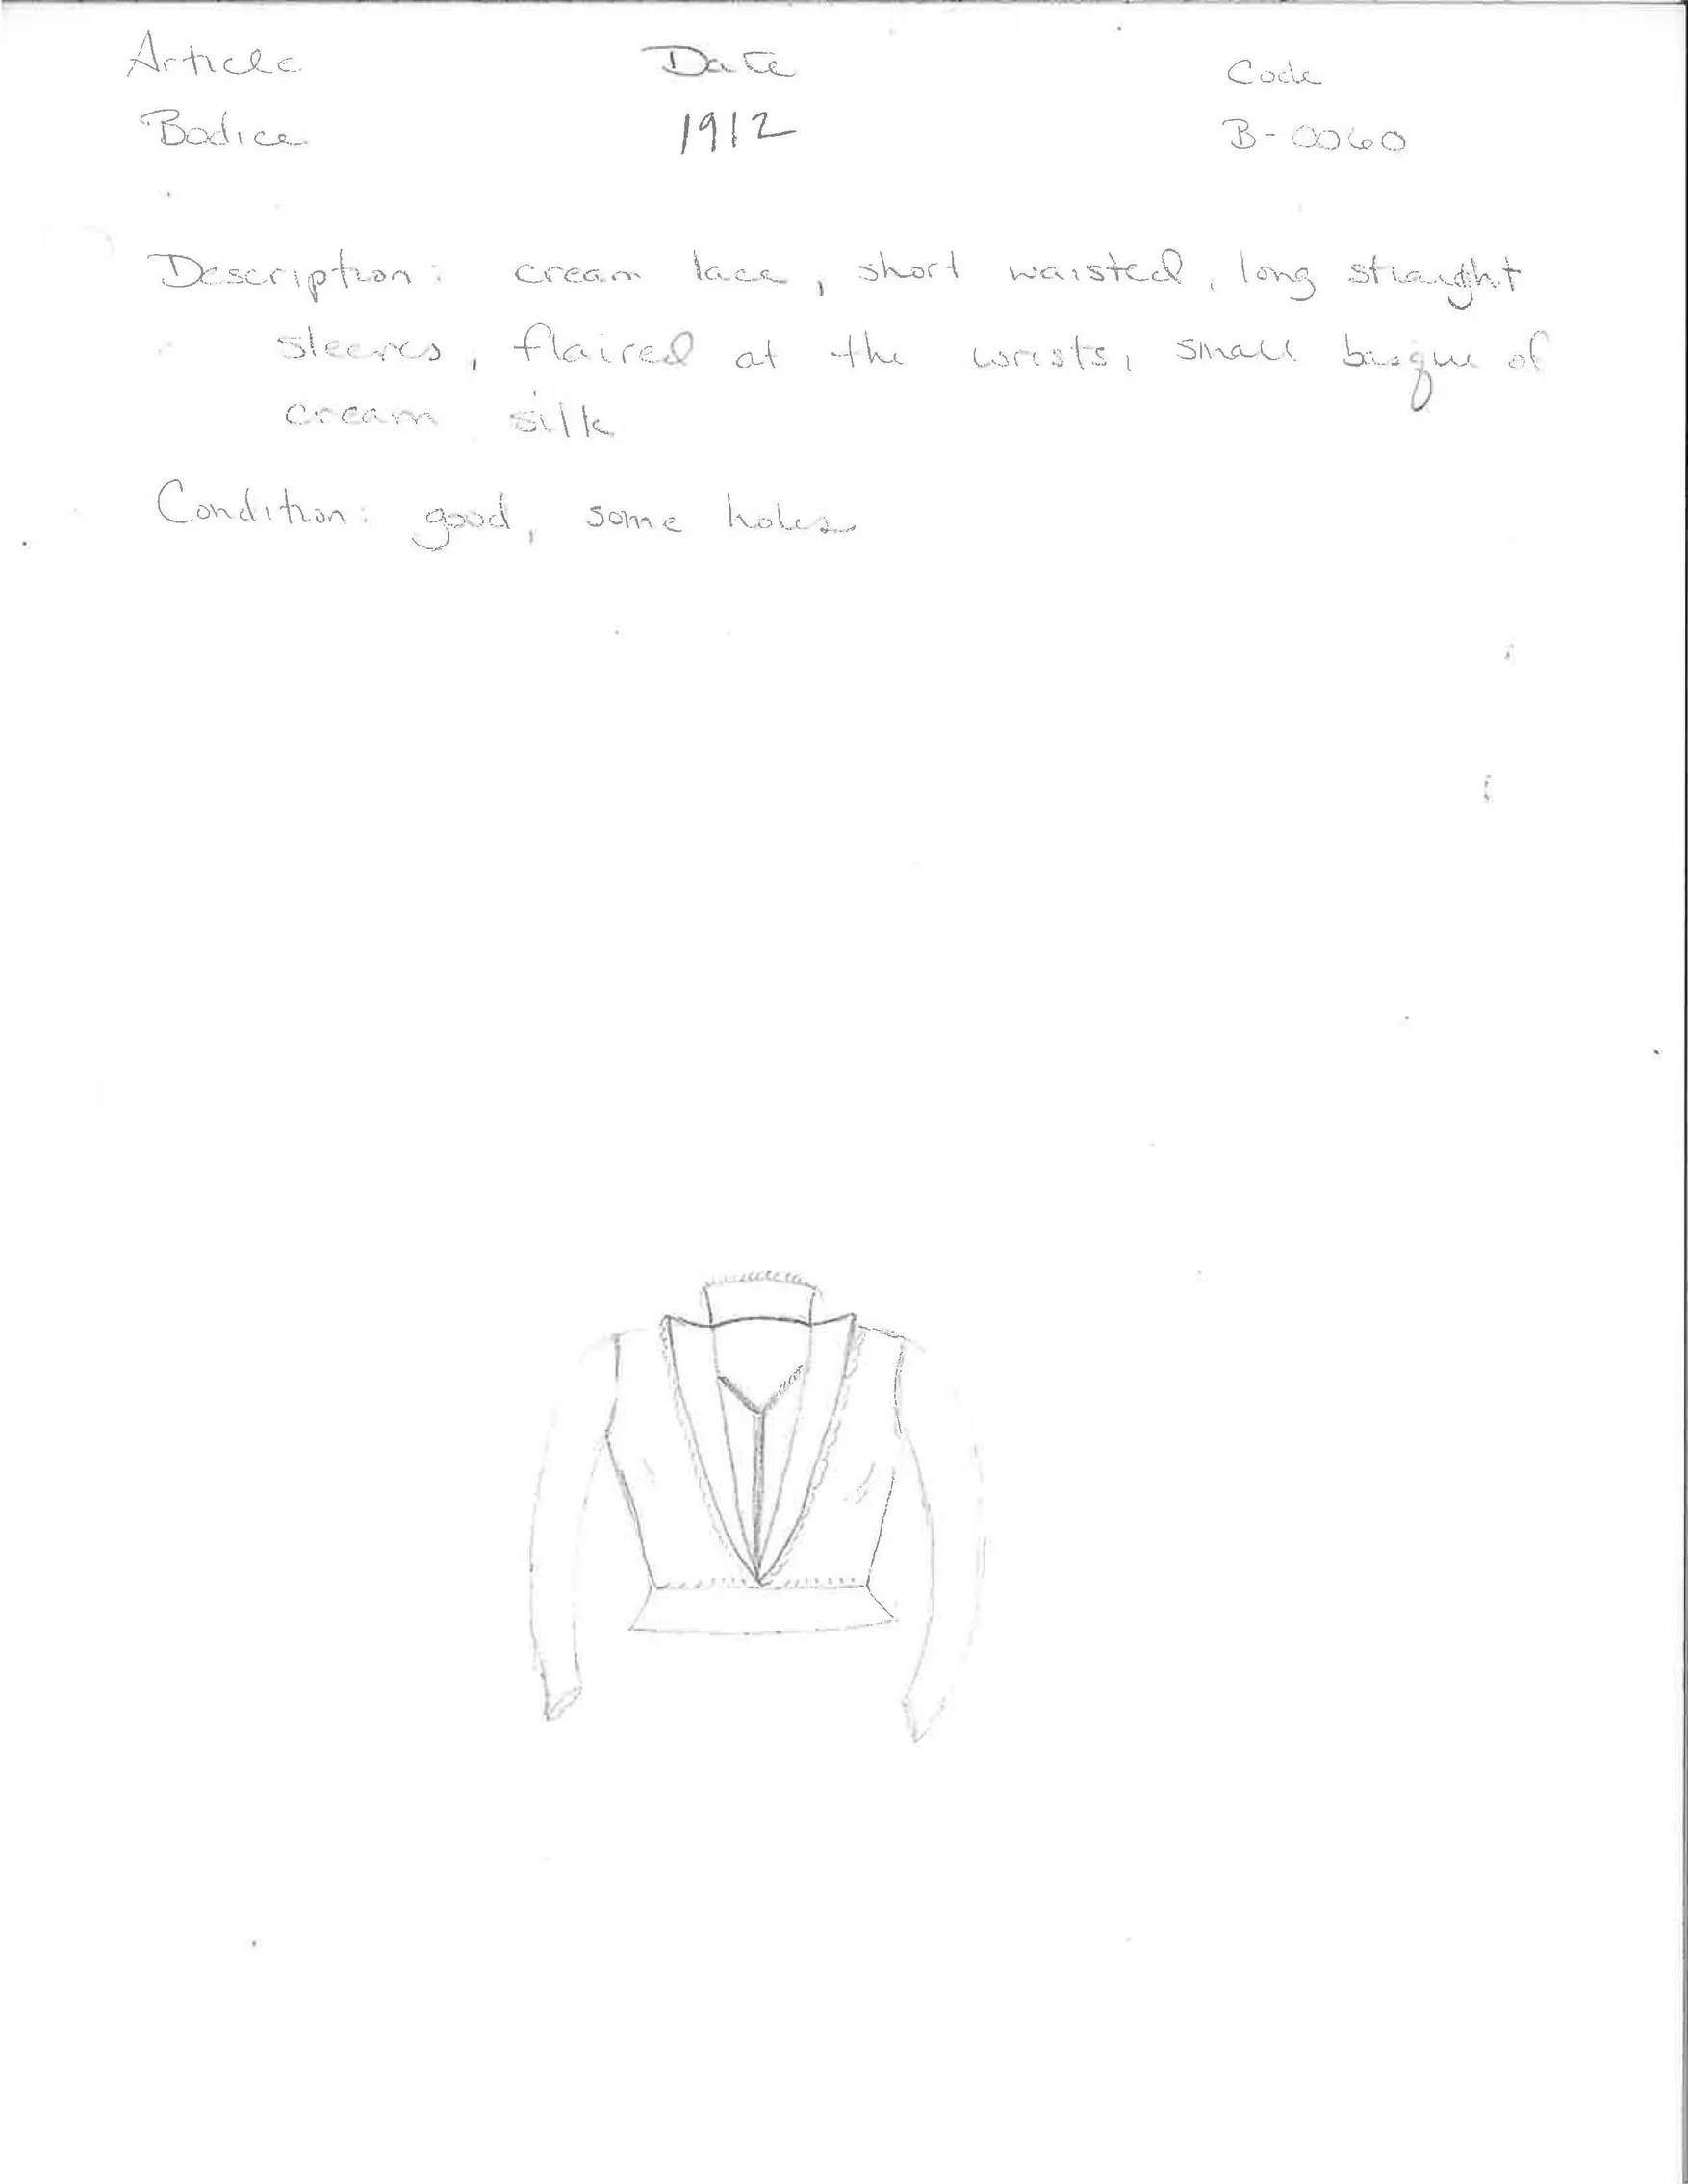 Article Date Code
Bodice 1912 B-0060
Description: cream lace, short waisted, long straight
sleeves, flaired at the wrists, small basque of
cream silk
Condition: good, some holes